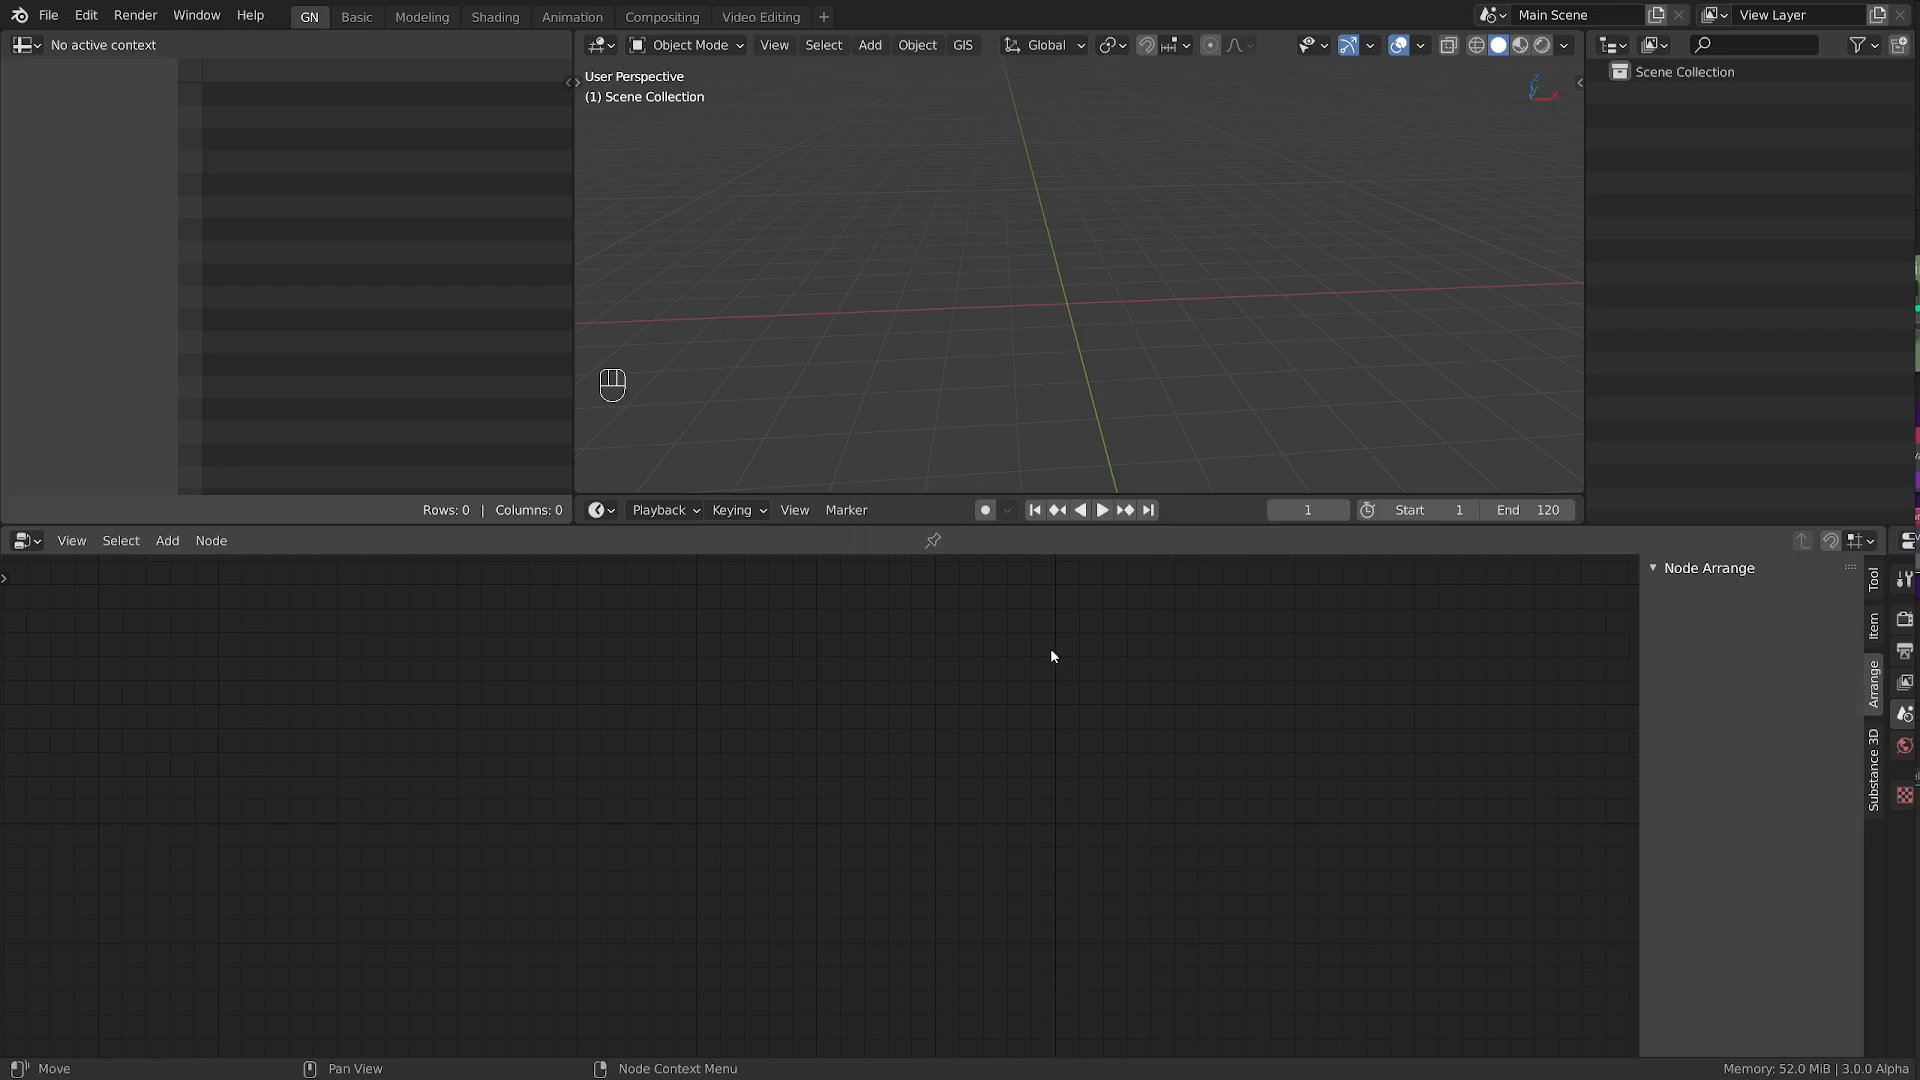 File Edit Render Window Help GN Basic Modeling Shading Animation Compositing Video Editing + Main Scene View Layer
No active context
Object Mode View Select Add Object GIS Global
User Perspective
(1) Scene Collection
Z
Y
X
Scene Collection
Rows: 0 | Columns: 0
Playback Keying View Marker 1 Start 1 End 120
View Select Add Node
Node Arrange
Tool
Item
Arrange
Substance 3D
Move Pan View Node Context Menu Memory: 52.0 MiB | 3.0.0 Alpha